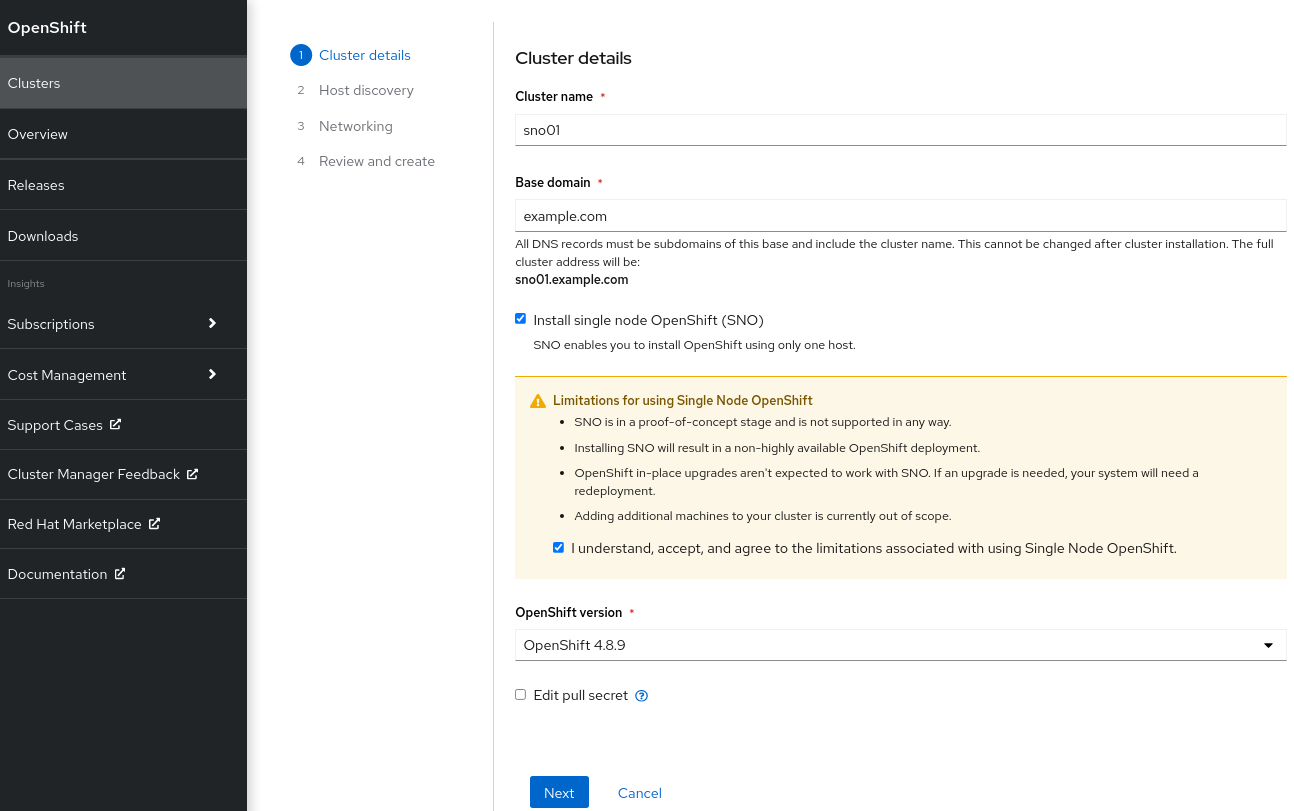 OpenShift
Clusters
Overview
Releases
Downloads
Insights
Subscriptions
Cost Management
Support Cases
Cluster Manager Feedback
Red Hat Marketplace
Documentation
1 Cluster details
2 Host discovery
3 Networking
4 Review and create
Cluster details
Cluster name *
sno01
Base domain *
example.com
All DNS records must be subdomains of this base and include the cluster name. This cannot be changed after cluster installation. The full
cluster address will be:
sno01.example.com
Install single node OpenShift (SNO)
SNO enables you to install OpenShift using only one host.
Limitations for using Single Node OpenShift
• SNO is in a proof-of-concept stage and is not supported in any way.
• Installing SNO will result in a non-highly available OpenShift deployment.
• OpenShift in-place upgrades aren't expected to work with SNO. If an upgrade is needed, your system will need a
redeployment.
• Adding additional machines to your cluster is currently out of scope.
I understand, accept, and agree to the limitations associated with using Single Node OpenShift.
OpenShift version *
OpenShift 4.8.9
Edit pull secret
Next
Cancel